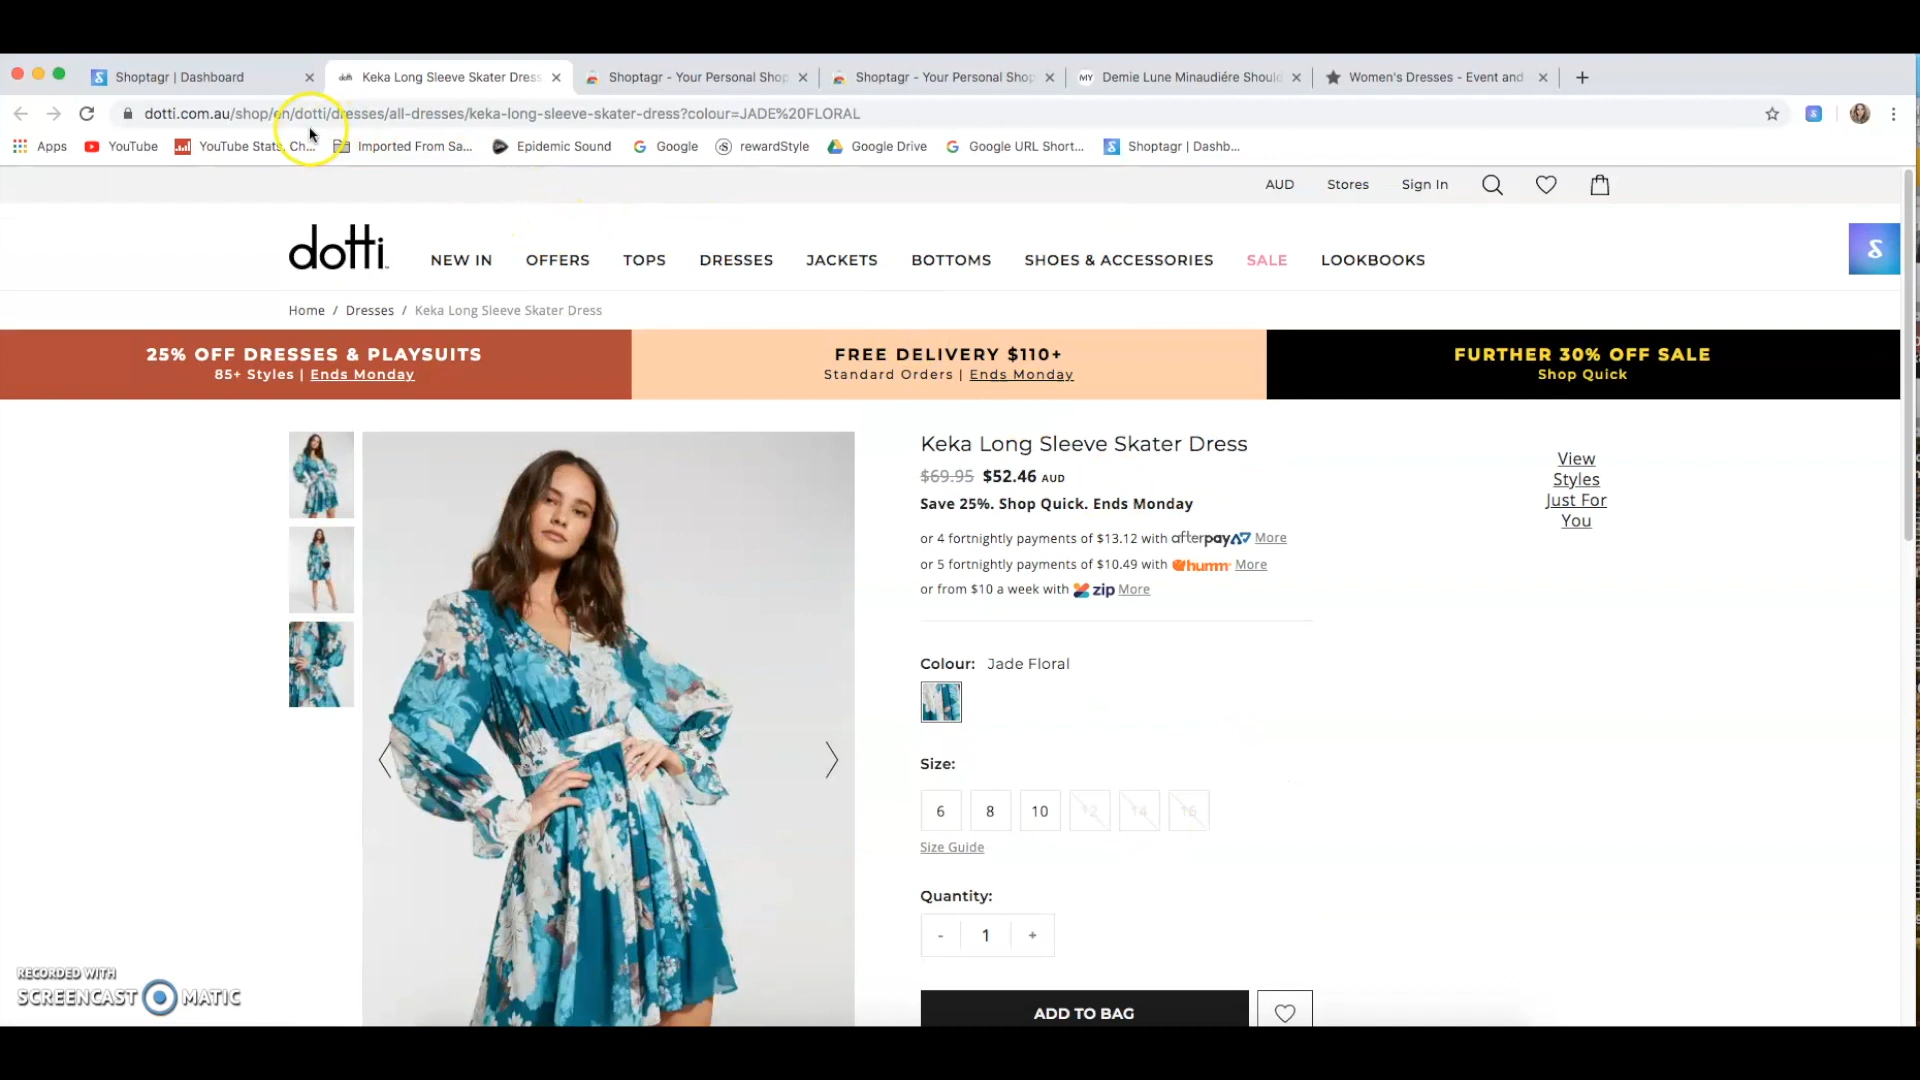 Shoptagr | Dashboard
dotti Keka Long Sleeve Skater Dress
Shoptagr - Your Personal Shop
Shoptagr - Your Personal Shop
MY Demie Lune Minaudiére Should
Women's Dresses - Event and
dotti.com.au/shop/en/dotti/dresses/all-dresses/keka-long-sleeve-skater-dress?colour=JADE%20FLORAL
Apps YouTube YouTube Stats, Ch... Imported From Sa... Epidemic Sound Google rewardStyle Google Drive Google URL Short... Shoptagr | Dashb...
AUD Stores Sign In
dotti
NEW IN OFFERS TOPS DRESSES JACKETS BOTTOMS SHOES & ACCESSORIES SALE LOOKBOOKS
Home / Dresses / Keka Long Sleeve Skater Dress
25% OFF DRESSES & PLAYSUITS
85+ Styles | Ends Monday
FREE DELIVERY $110+
Standard Orders | Ends Monday
FURTHER 30% OFF SALE
Shop Quick
Keka Long Sleeve Skater Dress
$69.95 $52.46 AUD
Save 25%. Shop Quick. Ends Monday
or 4 fortnightly payments of $13.12 with afterpay More
or 5 fortnightly payments of $10.49 with humm More
or from $10 a week with zip More
View
Styles
Just For
You
Colour: Jade Floral
Size:
6 8 10 12 14 16
Size Guide
Quantity:
- 1 +
ADD TO BAG
RECORDED WITH
SCREENCAST MATIC